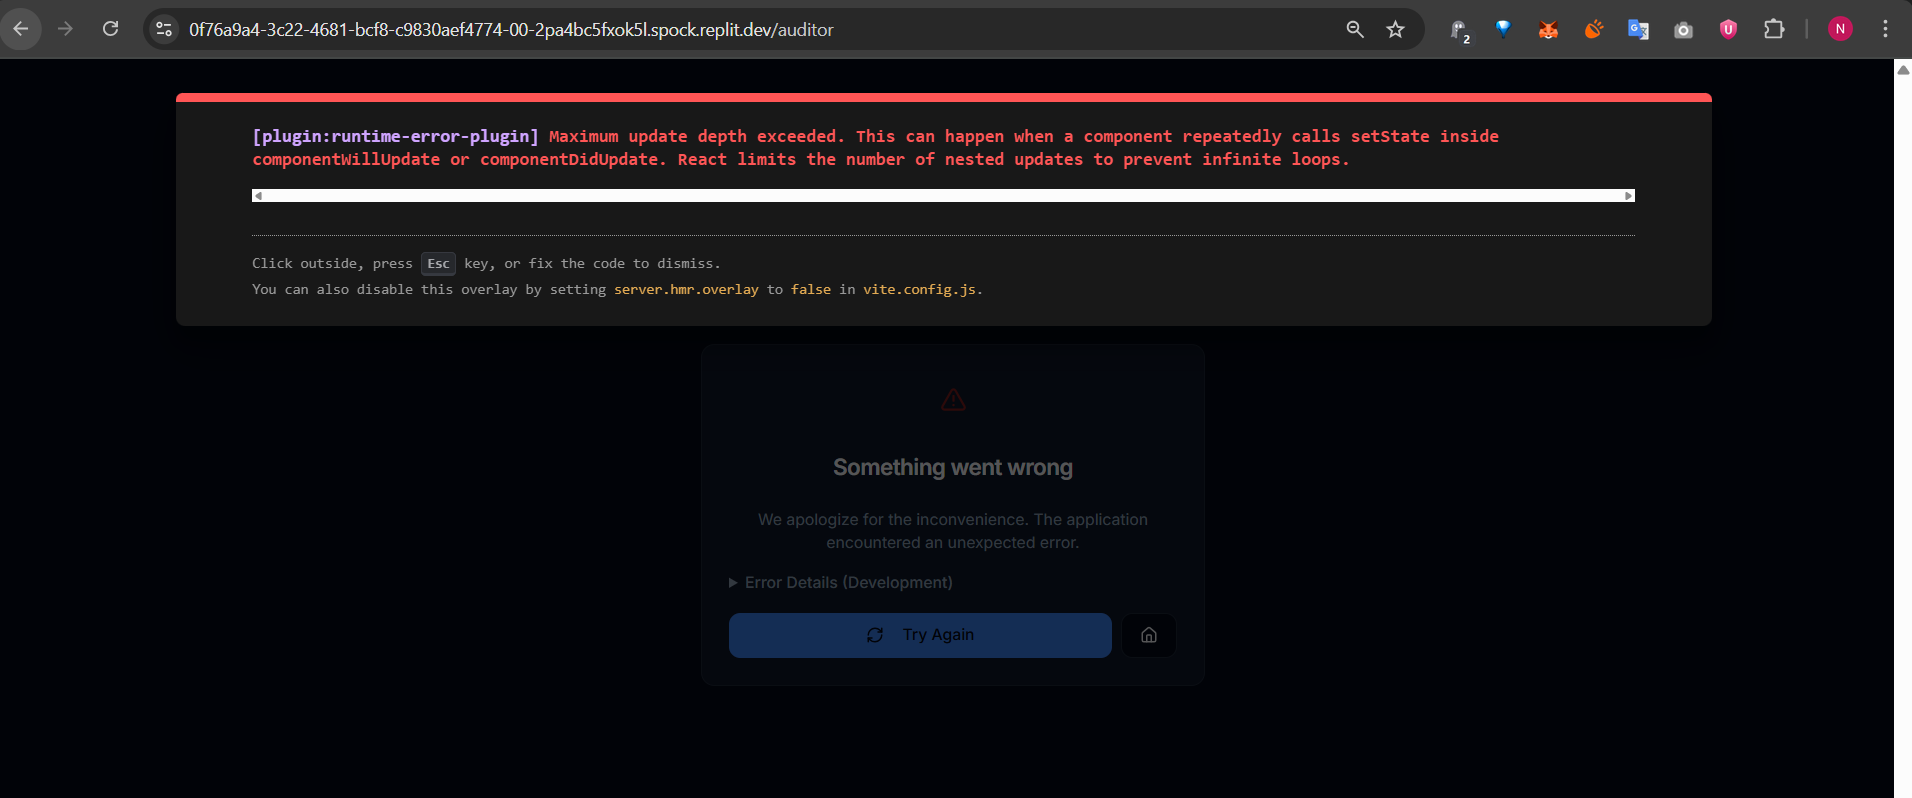 0f76a9a4-3c22-4681-bcf8-c9830aef4774-00-2pa4bc5fxok5l.spock.replit.dev/auditor
2
G
U
N
[plugin:runtime-error-plugin] Maximum update depth exceeded. This can happen when a component repeatedly calls setState inside
componentWillUpdate or componentDidUpdate. React limits the number of nested updates to prevent infinite loops.
Click outside, press Esc key, or fix the code to dismiss.
You can also disable this overlay by setting server.hmr.overlay to false in vite.config.js.
Something went wrong
We apologize for the inconvenience. The application
encountered an unexpected error.
Error Details (Development)
Try Again